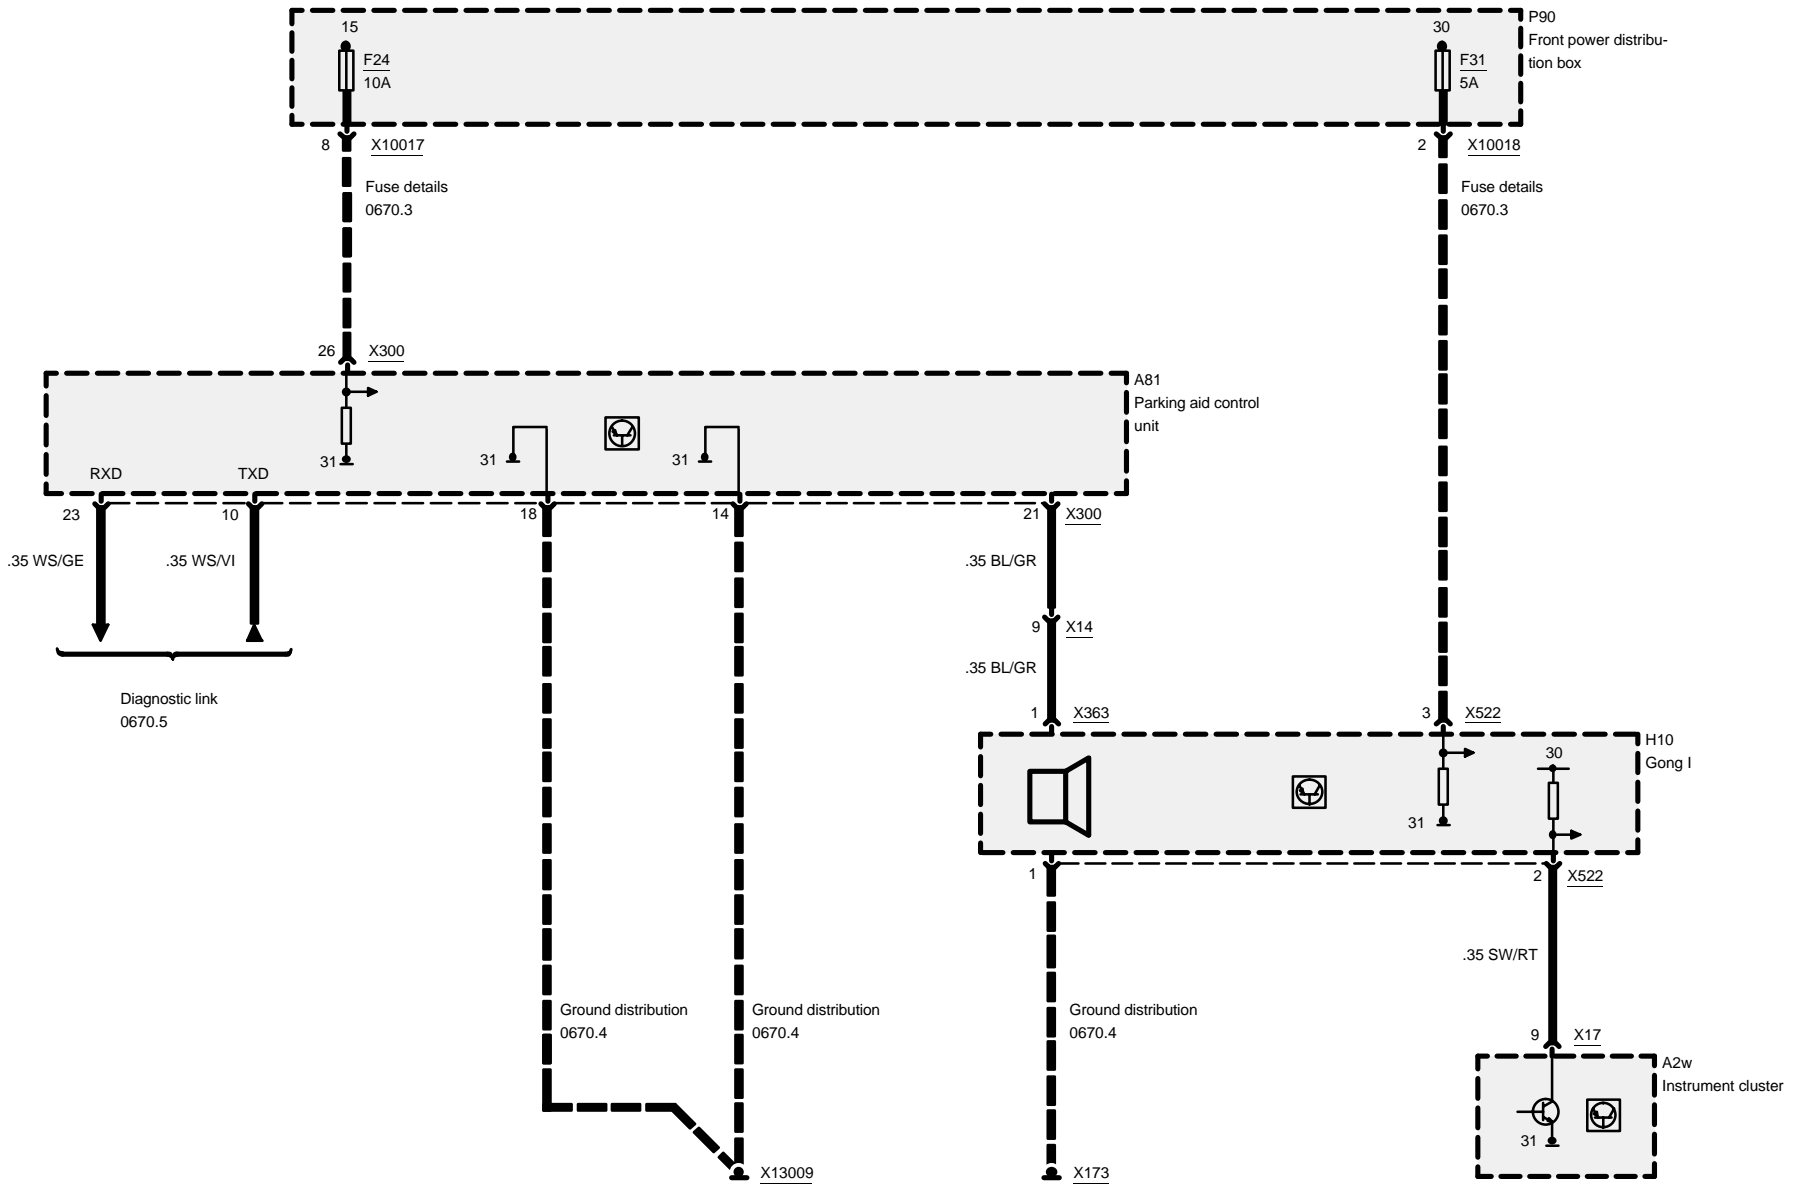 P90
15
30
Front power distribu-
F24
F31
tion box
10A
5A
8
X10017
2
X10018
Fuse details
Fuse details
0670.3
0670.3
26
X300
A81
Parking aid control
unit
31
31
31
RXD
TXD
23
10
18
14
21
X300
.35 WS/GE
.35 WS/VI
.35 BL/GR
9
X14
.35 BL/GR
Diagnostic link
0670.5
1
X363
3
X522
H10
30
Gong I
31
1
2
X522
.35 SW/RT
Ground distribution
Ground distribution
Ground distribution
0670.4
0670.4
0670.4
9
X17
A2w
Instrument cluster
31
X13009
X173